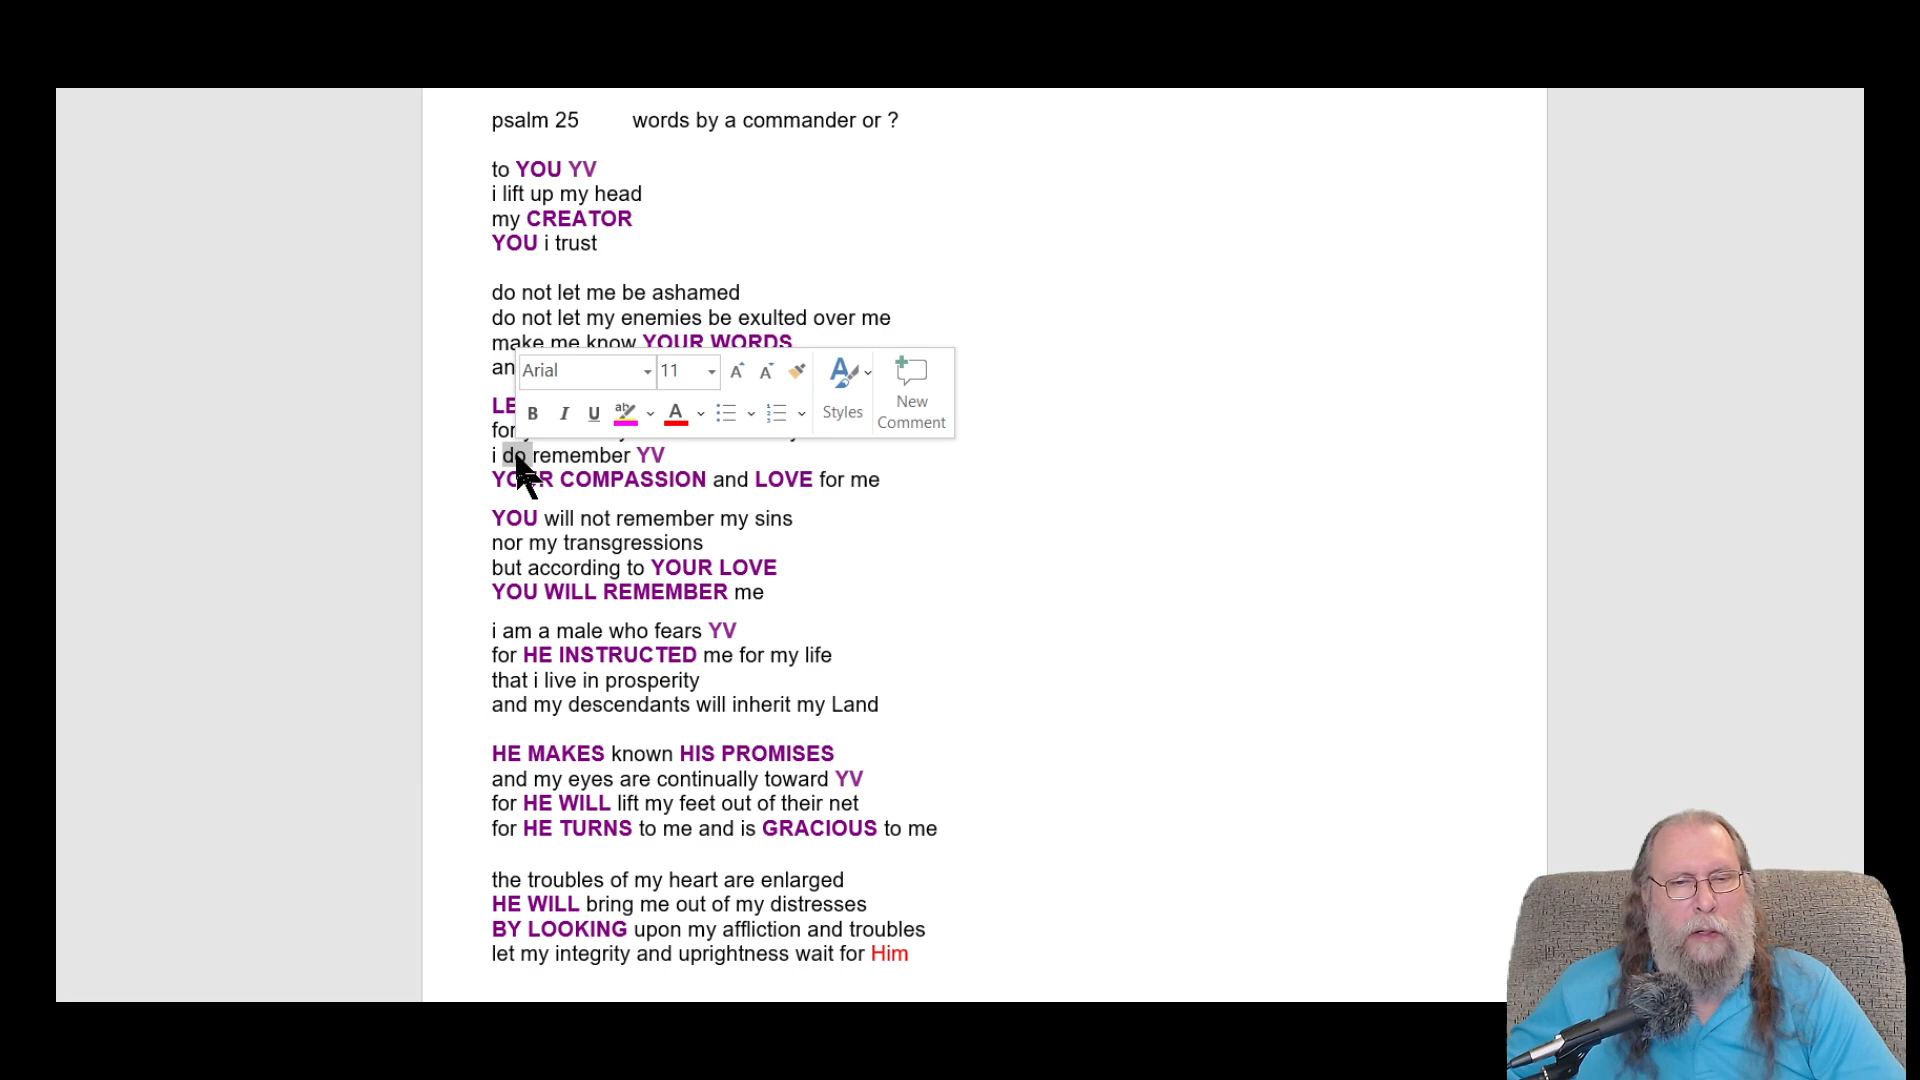 psalm 25 words by a commander or ?
to YOU YV
i lift up my head
my CREATOR
YOU i trust
do not let me be ashamed
do not let my enemies be exulted over me
make me know YOUR WORDS
Arial 11
Styles
New
Comment
i do remember YV
YOUR COMPASSION and LOVE for me
YOU will not remember my sins
nor my transgressions
but according to YOUR LOVE
YOU WILL REMEMBER me
i am a male who fears YV
for HE INSTRUCTED me for my life
that i live in prosperity
and my descendants will inherit my Land
HE MAKES known HIS PROMISES
and my eyes are continually toward YV
for HE WILL lift my feet out of their net
for HE TURNS to me and is GRACIOUS to me
the troubles of my heart are enlarged
HE WILL bring me out of my distresses
BY LOOKING upon my affliction and troubles
let my integrity and uprightness wait for Him